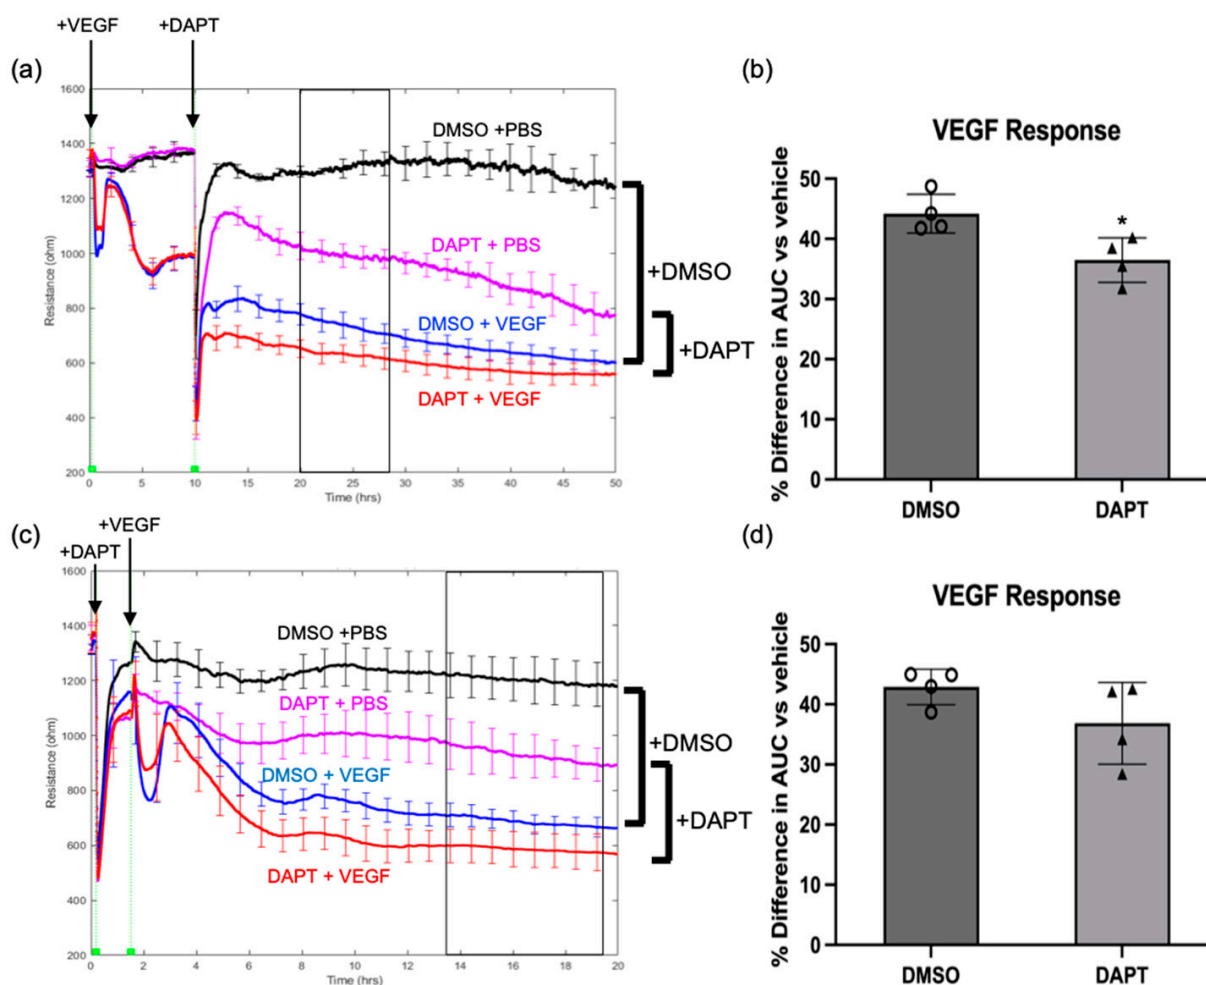 +VEGF +DAPT
(a)
1600
1400
1200
1000
800
600
400
200
Resistance (ohm)
DMSO +PBS
DAPT + PBS
DMSO + VEGF
DAPT + VEGF
+DMSO
+DAPT
0 5 10 15 20 25 30 35 40 45 50
Time (hrs)
(b)
VEGF Response
% Difference in AUC vs vehicle
50
40
30
20
10
0
*
DMSO DAPT
(c)
+VEGF
+DAPT
1600
1400
1200
1000
800
600
400
200
Resistance (ohm)
DMSO +PBS
DAPT + PBS
DMSO + VEGF
DAPT + VEGF
+DMSO
+DAPT
0 2 4 6 8 10 12 14 16 18 20
Time (hrs)
(d)
VEGF Response
% Difference in AUC vs vehicle
50
40
30
20
10
0
DMSO DAPT